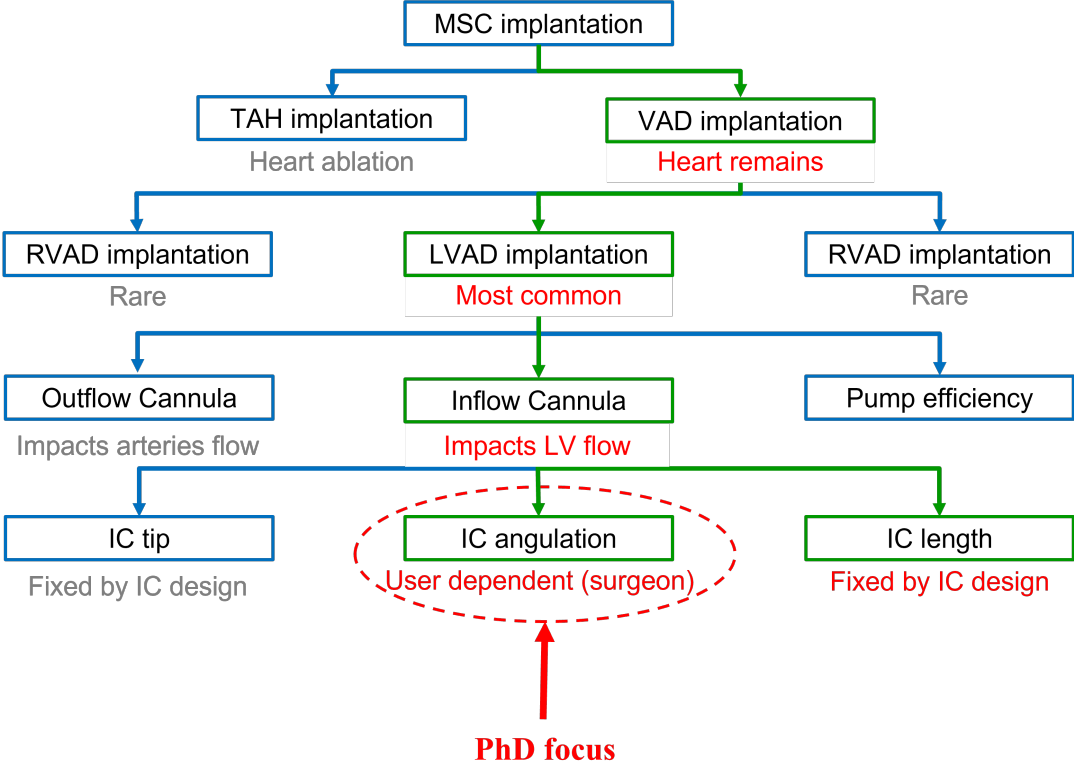 MSC implantation
TAH implantation
VAD implantation
Heart ablation
Heart remains
RVAD implantation
LVAD implantation
RVAD implantation
Rare
Most common
Rare
Outflow Cannula
Inflow Cannula
Pump efficiency
Impacts arteries flow
Impacts LV flow
IC tip
IC angulation
IC length
Fixed by IC design
User dependent (surgeon)
Fixed by IC design
PhD focus